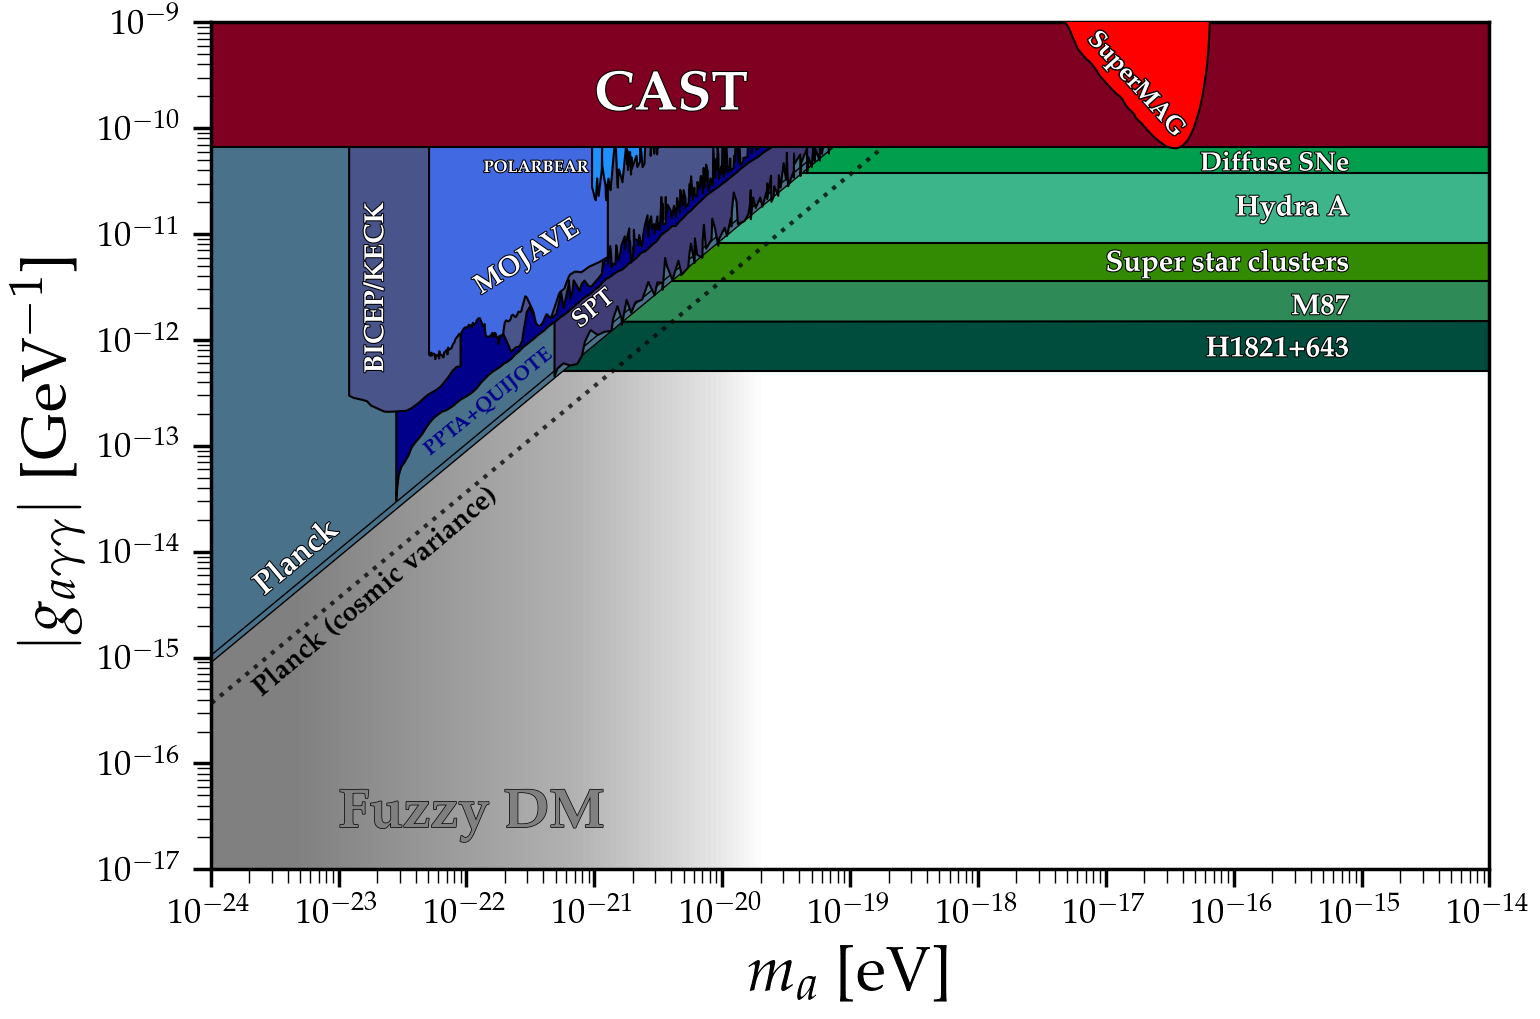 |g_{aγγ}| [GeV⁻¹]
10⁻⁹
10⁻¹⁰
10⁻¹¹
10⁻¹²
10⁻¹³
10⁻¹⁴
10⁻¹⁵
10⁻¹⁶
10⁻¹⁷
CAST
SuperMAG
POLARBEAR
Diffuse SNe
Hydra A
BICEP/KECK
MOJAVE
Super star clusters
SPT
M87
H1821+643
PPTA+QUIJOTE
Planck
Planck (cosmic variance)
Fuzzy DM
10⁻²⁴
10⁻²³
10⁻²²
10⁻²¹
10⁻²⁰
10⁻¹⁹
10⁻¹⁸
10⁻¹⁷
10⁻¹⁶
10⁻¹⁵
10⁻¹⁴
mₐ [eV]